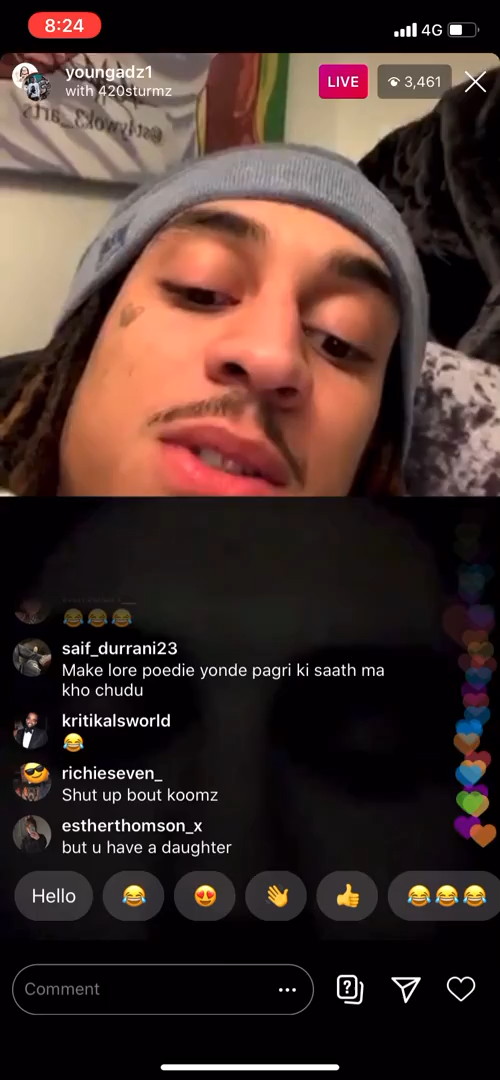 8:24
4G
youngadz1
with 420sturmz
LIVE
3,461
😂😂😂
saif_durrani23
Make lore poedie yonde pagri ki saath ma
kho chudu
kritikalsworld
😂
richieseven_
Shut up bout koomz
estherthomson_x
but u have a daughter
Hello 😂 😍 👋 👍 😂😂😂
Comment